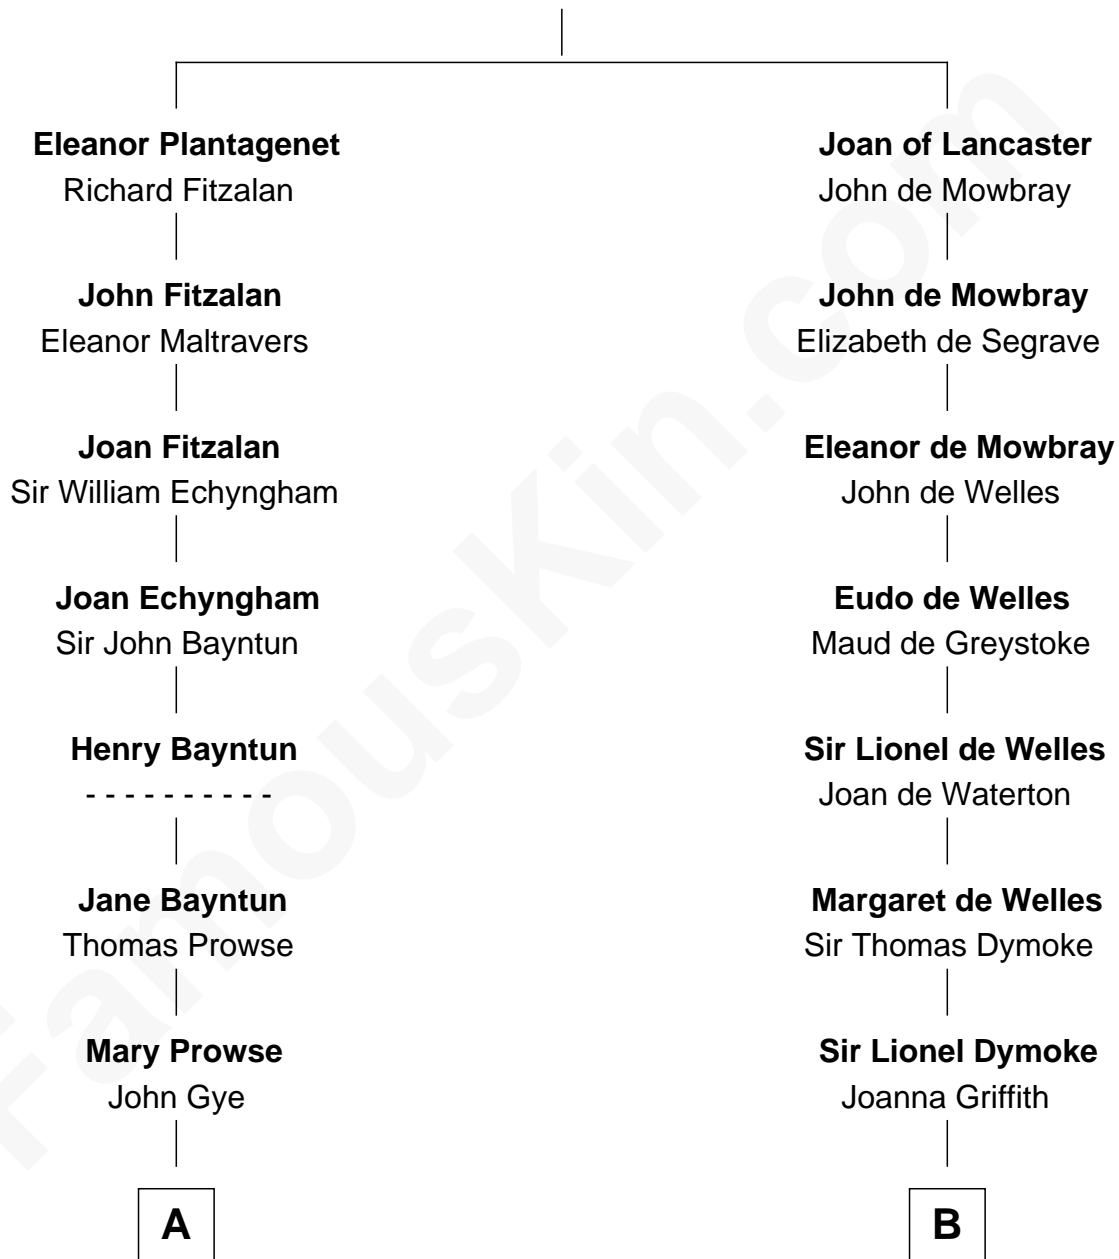 Eleanor Plantagenet
Richard Fitzalan
John Fitzalan
Eleanor Maltravers
Joan Fitzalan
Sir William Echyngham
Joan Echyngham
Sir John Bayntun
Henry Bayntun
- - - - - - - - - -
Jane Bayntun
Thomas Prowse
Mary Prowse
John Gye
A
Joan of Lancaster
John de Mowbray
John de Mowbray
Elizabeth de Segrave
Eleanor de Mowbray
John de Welles
Eudo de Welles
Maud de Greystoke
Sir Lionel de Welles
Joan de Waterton
Margaret de Welles
Sir Thomas Dymoke
Sir Lionel Dymoke
Joanna Griffith
B
FamousKin.com